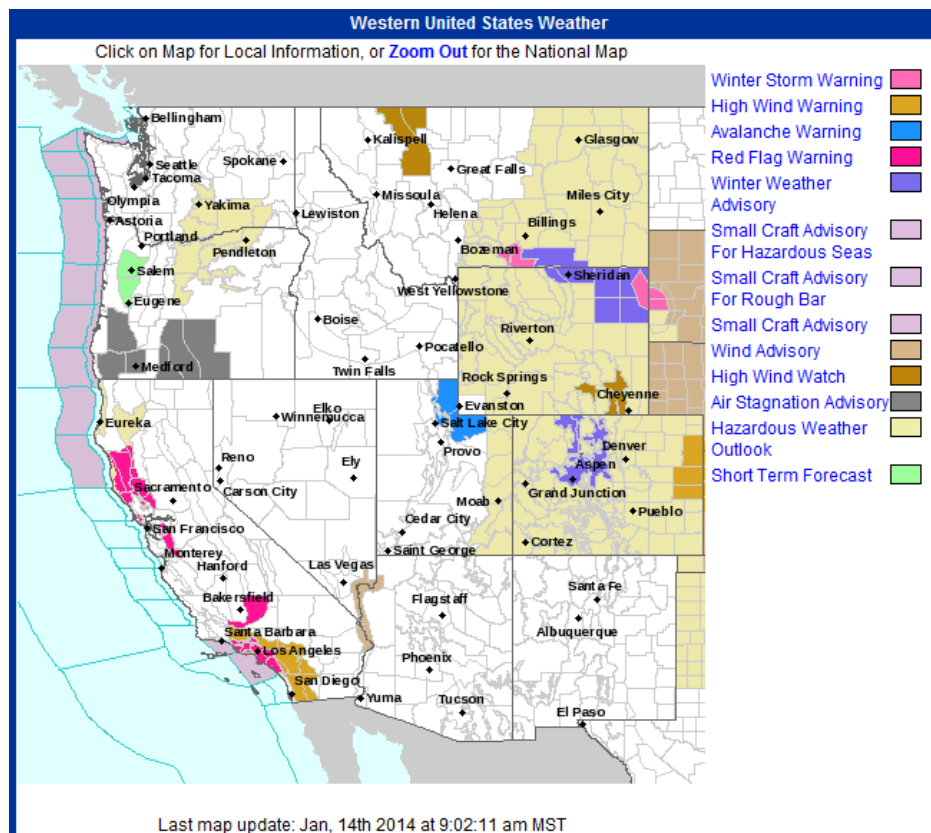 Western United States Weather
Click on Map for Local Information, or Zoom Out for the National Map
Bellingham
Seattle
Tacoma
Olympia
Astoria
Portland
Salem
Eugene
Medford
Spokane
Yakima
Pendleton
Lewiston
Kalispell
Great Falls
Missoula
Helena
Bozeman
Billings
Glasgow
Miles City
West Yellowstone
Sheridan
Boise
Pocatello
Twin Falls
Riverton
Rock Springs
Cheyenne
Evanston
Eureka
Winnemucca
Elko
Salt Lake City
Provo
Reno
Carson City
Ely
Sacramento
San Francisco
Monterey
Hanford
Bakersfield
Santa Barbara
Los Angeles
San Diego
Las Vegas
Cedar City
Saint George
Moab
Denver
Aspen
Grand Junction
Pueblo
Cortez
Flagstaff
Phoenix
Yuma
Tucson
Santa Fe
Albuquerque
El Paso
Winter Storm Warning
High Wind Warning
Avalanche Warning
Red Flag Warning
Winter Weather
Advisory
Small Craft Advisory
For Hazardous Seas
Small Craft Advisory
For Rough Bar
Small Craft Advisory
Wind Advisory
High Wind Watch
Air Stagnation Advisory
Hazardous Weather
Outlook
Short Term Forecast
Last map update: Jan, 14th 2014 at 9:02:11 am MST